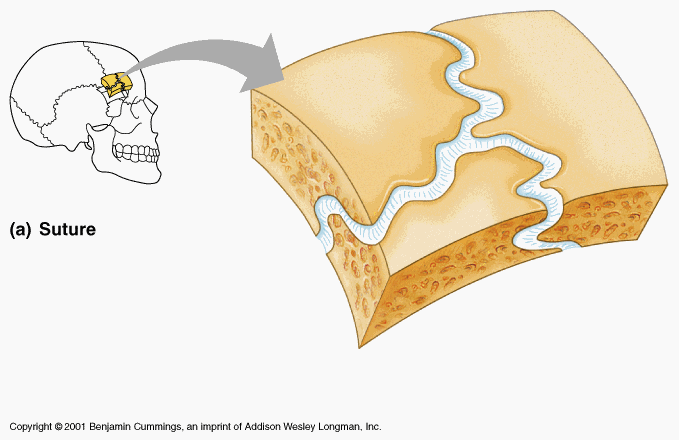 (a) Suture
Copyright © 2001 Benjamin Cummings, an imprint of Addison Wesley Longman, Inc.